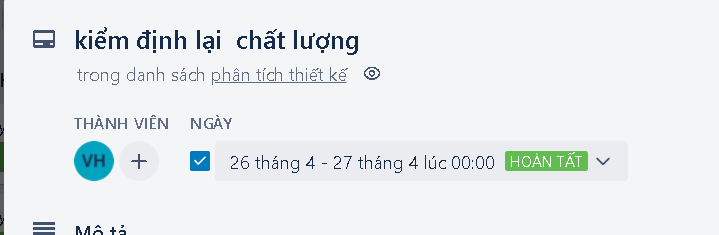 kiểm định lại chất lượng
trong danh sách phân tích thiết kế
THÀNH VIÊN NGÀY
VH 26 tháng 4 - 27 tháng 4 lúc 00:00 HOÀN TẤT
Mô tả